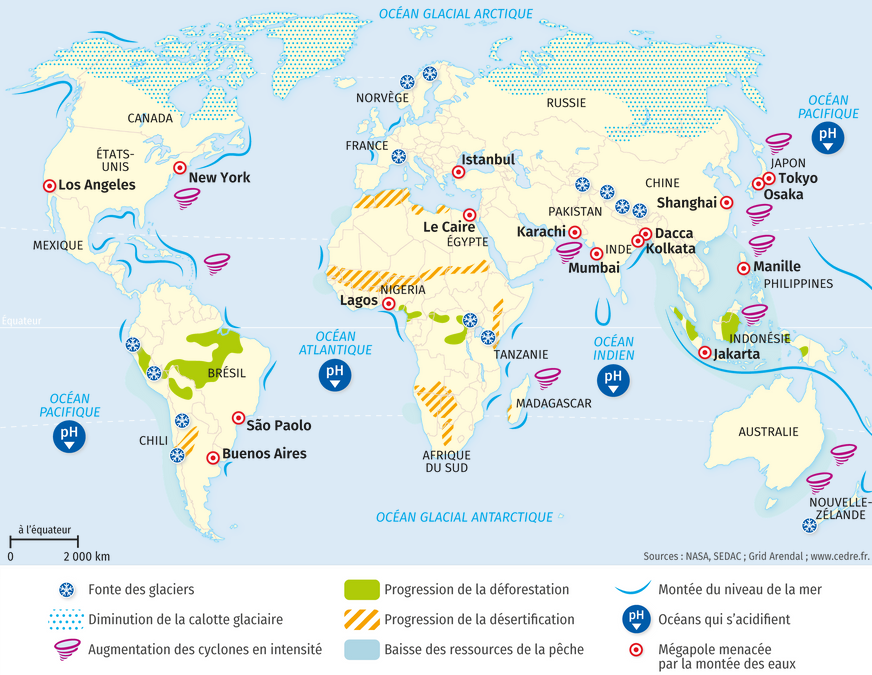 OCÉAN GLACIAL ARCTIQUE
NORVÈGE
RUSSIE
OCÉAN
PACIFIQUE
pH
CANADA
FRANCE
ÉTATS-
UNIS
New York
Los Angeles
Istanbul
CHINE
JAPON
Tokyo
Osaka
Shanghai
PAKISTAN
Le Caire
ÉGYPTE
Karachi
Dacca
INDE
Kolkata
Mumbai
MEXIQUE
Manille
PHILIPPINES
NIGERIA
Lagos
Équateur
OCÉAN
ATLANTIQUE
pH
OCÉAN
INDIEN
pH
INDONÉSIE
Jakarta
TANZANIE
BRÉSIL
MADAGASCAR
OCÉAN
PACIFIQUE
pH
São Paolo
CHILI
Buenos Aires
AFRIQUE
DU SUD
AUSTRALIE
NOUVELLE-
ZÉLANDE
OCÉAN GLACIAL ANTARCTIQUE
à l'équateur
0 2 000 km
Sources : NASA, SEDAC ; Grid Arendal ; www.cedre.fr.
Fonte des glaciers
Diminution de la calotte glaciaire
Augmentation des cyclones en intensité
Progression de la déforestation
Progression de la désertification
Baisse des ressources de la pêche
Montée du niveau de la mer
pH
Océans qui s'acidifient
Mégapole menacée
par la montée des eaux